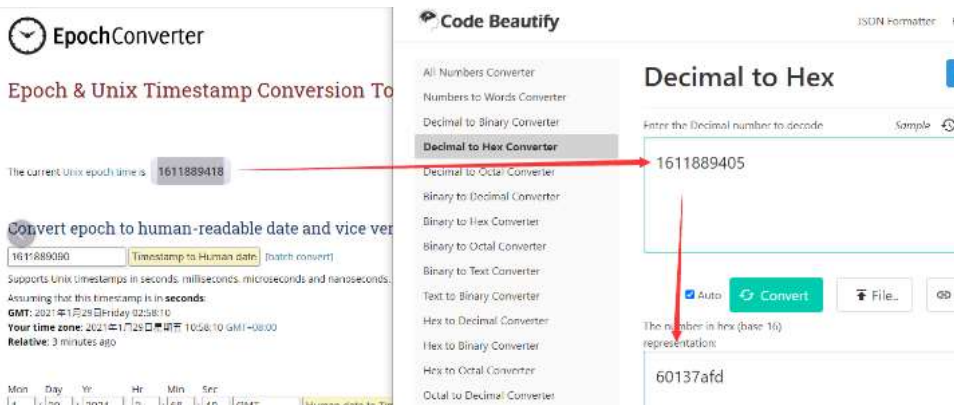 EpochConverter
Epoch & Unix Timestamp Conversion To
The current Unix epoch time is 1611889418
Convert epoch to human-readable date and vice ver
1611889090 Timestamp to Human date [batch convert]
Supports Unix timestamps in seconds, milliseconds, microseconds and nanoseconds.
Assuming that this timestamp is in seconds:
GMT: 2021年1月29日Friday 02:58:10
Your time zone: 2021年1月29日星期五 10:58:10 GMT+08:00
Relative: 3 minutes ago
Mon Day Yr Hr Min Sec
Code Beautify
JSON Formatter
All Numbers Converter
Numbers to Words Converter
Decimal to Binary Converter
Decimal to Hex Converter
Decimal to Octal Converter
Binary to Decimal Converter
Binary to Hex Converter
Binary to Octal Converter
Binary to Text Converter
Text to Binary Converter
Hex to Decimal Converter
Hex to Binary Converter
Hex to Octal Converter
Octal to Decimal Converter
Decimal to Hex
Enter the Decimal number to decode Sample
1611889405
Auto Convert File..
The number in hex (base 16)
representation:
60137afd